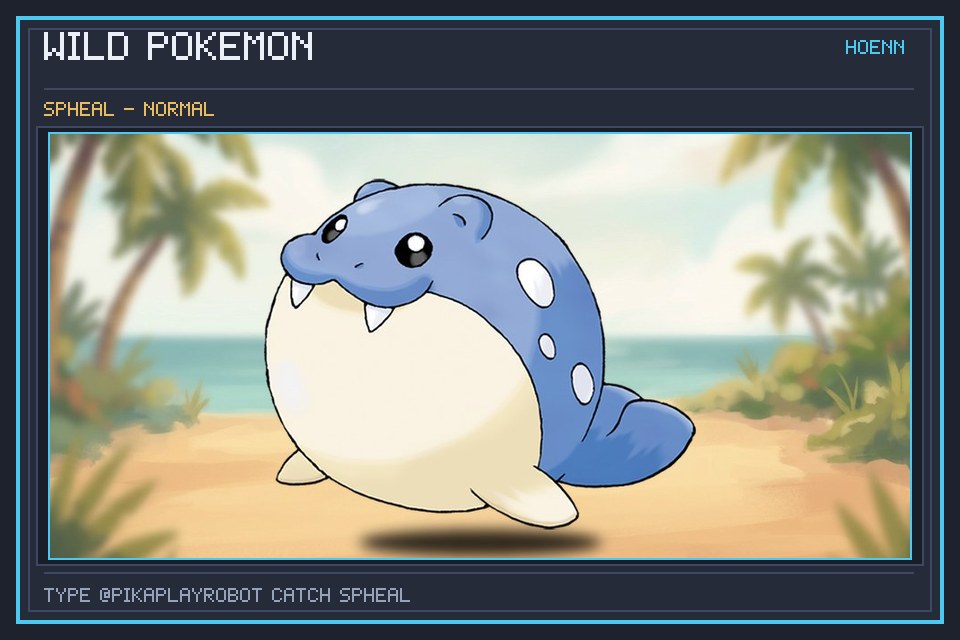 WILD POKEMON
HOENN
SPHEAL - NORMAL
TYPE @PIKAPLAYROBOT CATCH SPHEAL